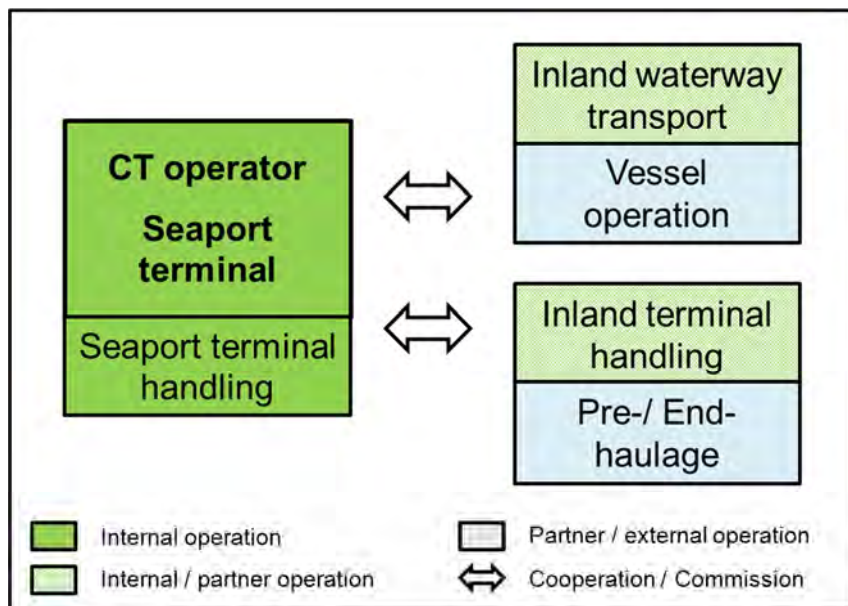 CT operator
Seaport
terminal
Seaport terminal
handling
Inland waterway
transport
Vessel
operation
Inland terminal
handling
Pre-/ End-
haulage
Internal operation
Internal / partner operation
Partner / external operation
Cooperation / Commission